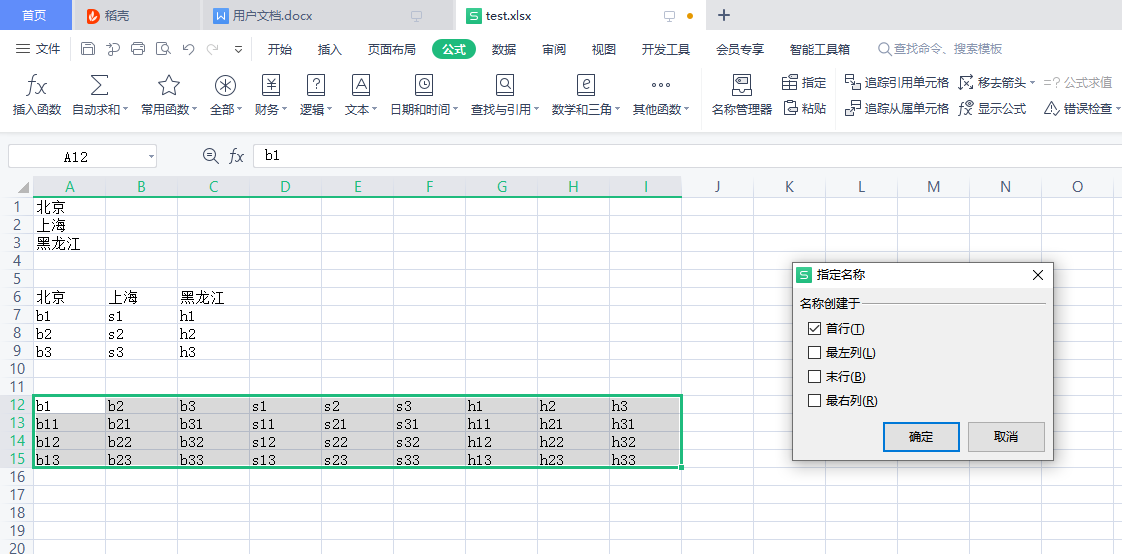 首页 稻壳 用户文档.docx test.xlsx
文件 开始 插入 页面布局 公式 数据 审阅 视图 开发工具 会员专享 智能工具箱 查找命令、搜索模板
fx 插入函数 自动求和 常用函数 全部 财务 逻辑 文本 日期和时间 查找与引用 数学和三角 其他函数 名称管理器
指定 追踪引用单元格 移去箭头 =? 公式求值
粘贴 追踪从属单元格 显示公式 错误检查
A12 fx b1
A B C D E F G H I J K L M N O
1 北京
2 上海
3 黑龙江
4
5
6 北京 上海 黑龙江
7 b1 s1 h1
8 b2 s2 h2
9 b3 s3 h3
10
11
12 b1 b2 b3 s1 s2 s3 h1 h2 h3
13 b11 b21 b31 s11 s21 s31 h11 h21 h31
14 b12 b22 b32 s12 s22 s32 h12 h22 h32
15 b13 b23 b33 s13 s23 s33 h13 h23 h33
16
17
18
19
20
指定名称
名称创建于
首行(T)
最左列(L)
末行(B)
最右列(R)
确定 取消